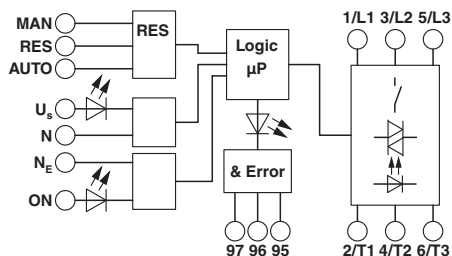 MAN
RES
AUTO
RES
Logic
µP
1/L1 3/L2 5/L3
Us
N
NE
ON
& Error
97 96 95
2/T1 4/T2 6/T3